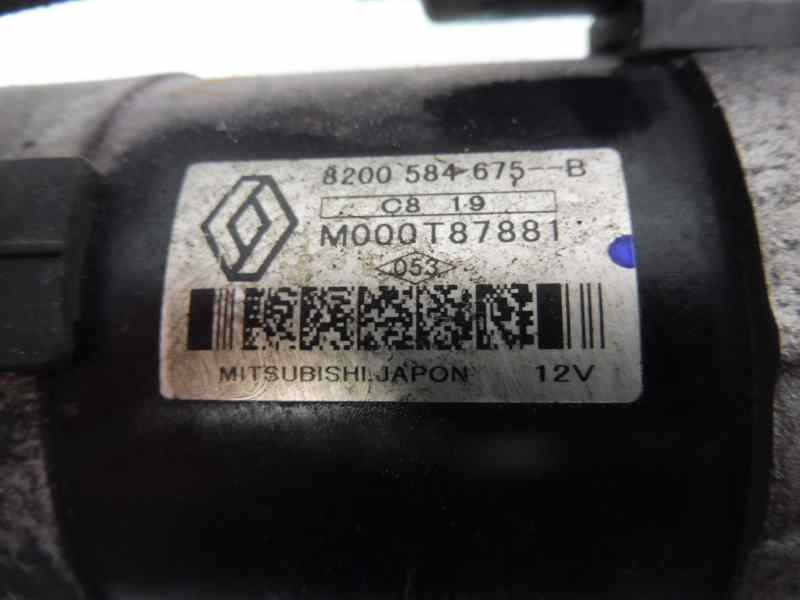 8200 584 675--B
C8 19
M000T87881
053
MITSUBISHI.JAPON 12V